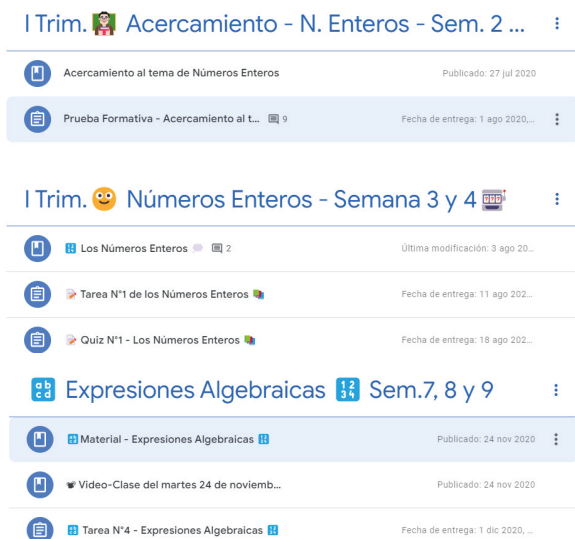 I Trim. Acercamiento - N. Enteros - Sem. 2 ...
Acercamiento al tema de Números Enteros Publicado: 27 jul 2020
Prueba Formativa - Acercamiento al t... 9 Fecha de entrega: 1 ago 2020,...
I Trim. Números Enteros - Semana 3 y 4
Los Números Enteros 2 Última modificación: 3 ago 20...
Tarea N°1 de los Números Enteros Fecha de entrega: 11 ago 202...
Quiz N°1 - Los Números Enteros Fecha de entrega: 18 ago 202...
Expresiones Algebraicas Sem.7, 8 y 9
Material - Expresiones Algebraicas Publicado: 24 nov 2020
Video-Clase del martes 24 de noviemb... Publicado: 24 nov 2020
Tarea N°4 - Expresiones Algebraicas Fecha de entrega: 1 dic 2020, ...